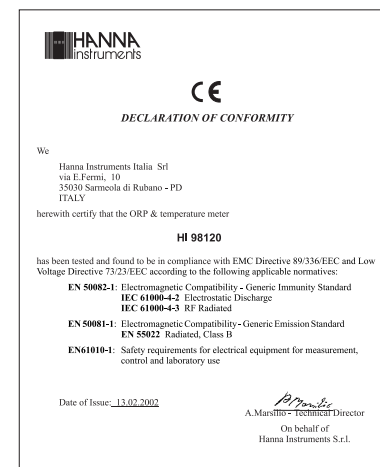 HANNA
instruments
CE
DECLARATION OF CONFORMITY
We
Hanna Instruments Italia Srl
via E.Fermi, 10
35030 Sarmeola di Rubano - PD
ITALY
herewith certify that the ORP & temperature meter
HI 98120
has been tested and found to be in compliance with EMC Directive 89/336/EEC and Low
Voltage Directive 73/23/EEC according to the following applicable normatives:
EN 50082-1: Electromagnetic Compatibility - Generic Immunity Standard
IEC 61000-4-2 Electrostatic Discharge
IEC 61000-4-3 RF Radiated
EN 50081-1: Electromagnetic Compatibility - Generic Emission Standard
EN 55022 Radiated, Class B
EN61010-1: Safety requirements for electrical equipment for measurement,
control and laboratory use
Date of Issue: 13.02.2002
A.Marsilio
A.Marsilio - Technical Director
On behalf of
Hanna Instruments S.r.l.